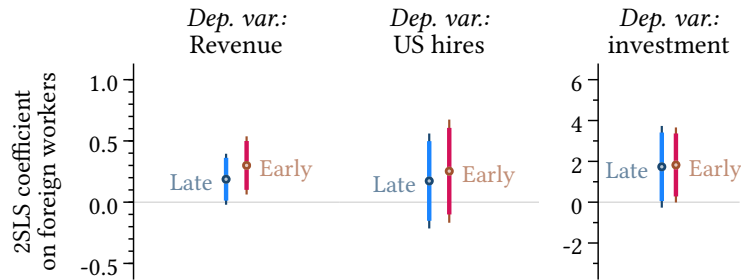 Dep. var.:
Revenue
Dep. var.:
US hires
Dep. var.:
investment
2SLS coefficient
on foreign workers
1.0
0.5
0.0
-0.5
Late
Early
Late
Early
6
4
2
0
-2
Late
Early